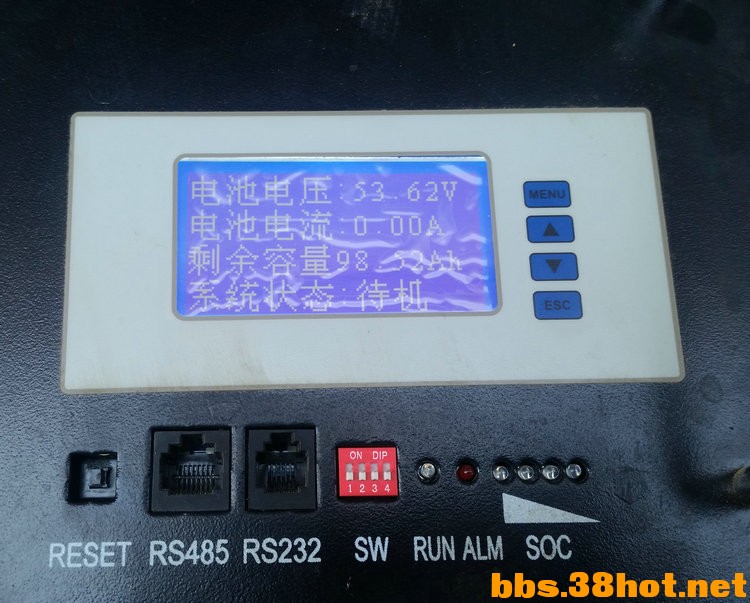 电池电压:53.62V
电池电流:0.00A
剩余容量98.52Ah
系统状态:待机
MENU
▲
▼
ESC
ON DIP
1 2 3 4
RESET RS485 RS232 SW RUN ALM SOC
bbs.38hot.net